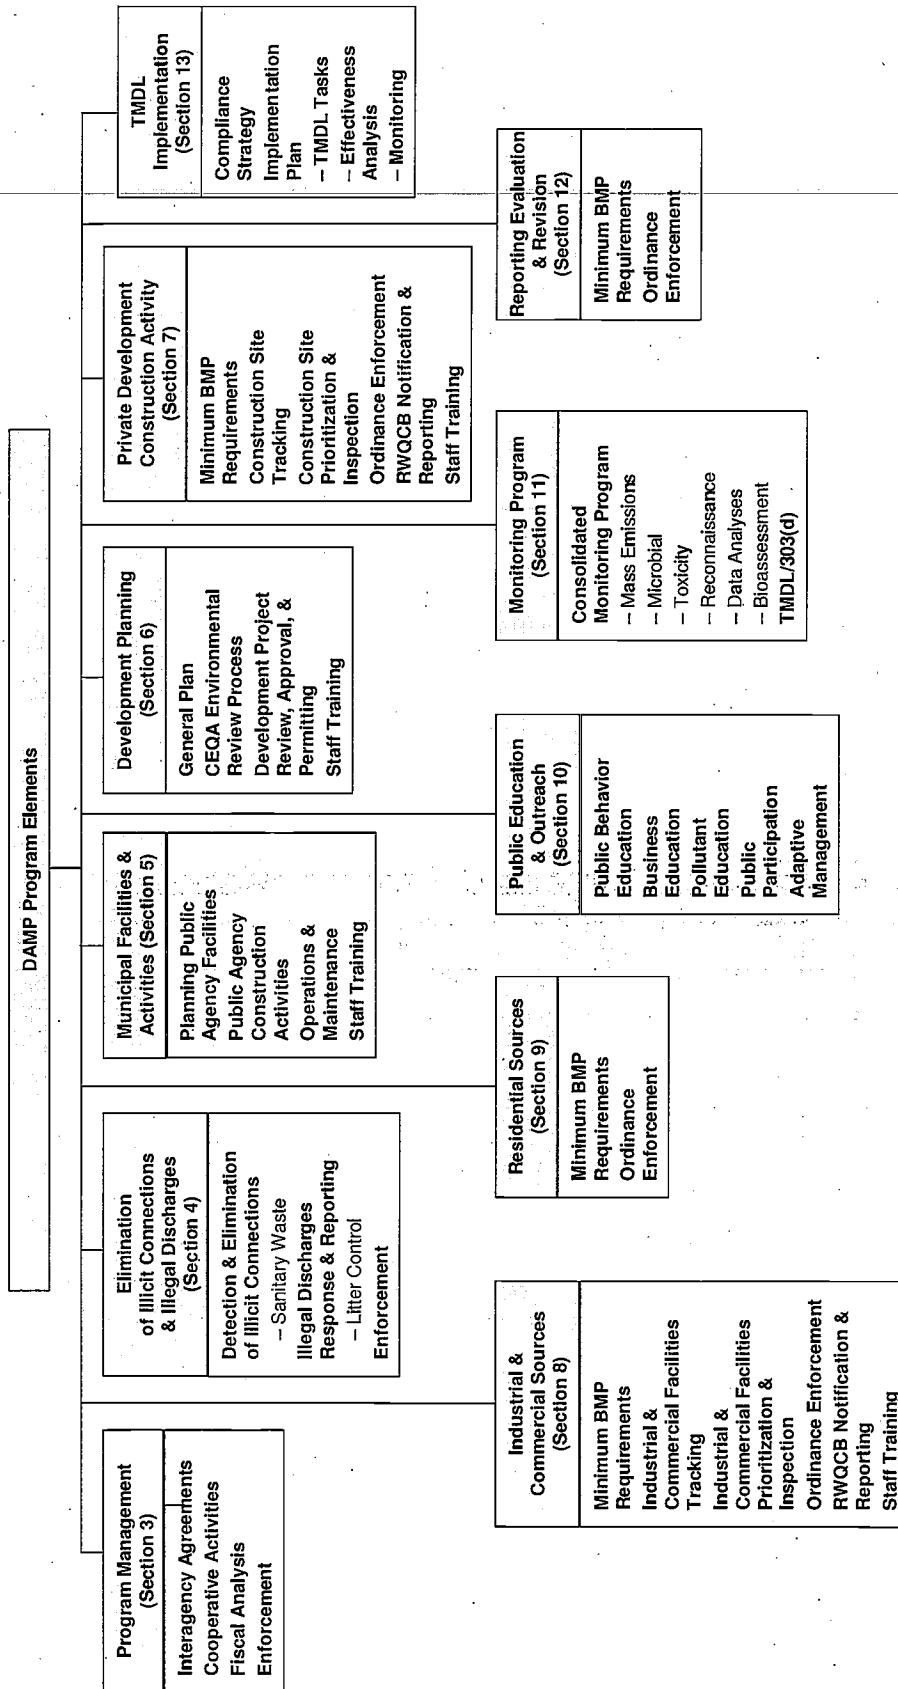 DAMP Program Elements
Program Management
(Section 3)
Interagency Agreements
Cooperative Activities
Fiscal Analysis
Enforcement
Elimination
of Illicit Connections
& Illegal Discharges
(Section 4)
Detection & Elimination
of Illicit Connections
– Sanitary Waste
Illegal Discharges
Response & Reporting
– Litter Control
Enforcement
Municipal Facilities &
Activities (Section 5)
Planning Public
Agency Facilities
Public Agency
Construction
Activities
Operations &
Maintenance
Staff Training
Development Planning
(Section 6)
General Plan
CEQA Environmental
Review Process
Development Project
Review, Approval, &
Permitting
Staff Training
Private Development
Construction Activity
(Section 7)
Minimum BMP
Requirements
Construction Site
Tracking
Construction Site
Prioritization &
Inspection
Ordinance Enforcement
RWQCB Notification &
Reporting
Staff Training
TMDL
Implementation
(Section 13)
Compliance
Strategy
Implementation
Plan
– TMDL Tasks
– Effectiveness
Analysis
– Monitoring
Industrial &
Commercial Sources
(Section 8)
Minimum BMP
Requirements
Industrial &
Commercial Facilities
Tracking
Industrial &
Commercial Facilities
Prioritization &
Inspection
Ordinance Enforcement
RWQCB Notification &
Reporting
Staff Training
Residential Sources
(Section 9)
Minimum BMP
Requirements
Ordinance
Enforcement
Public Education
& Outreach
(Section 10)
Public Behavior
Education
Business
Education
Pollutant
Education
Public
Participation
Adaptive
Management
Monitoring Program
(Section 11)
Consolidated
Monitoring Program
– Mass Emissions
– Microbial
– Toxicity
– Reconnaissance
– Data Analyses
– Bioassessment
TMDL/303(d)
Reporting Evaluation
& Revision
(Section 12)
Minimum BMP
Requirements
Ordinance
Enforcement